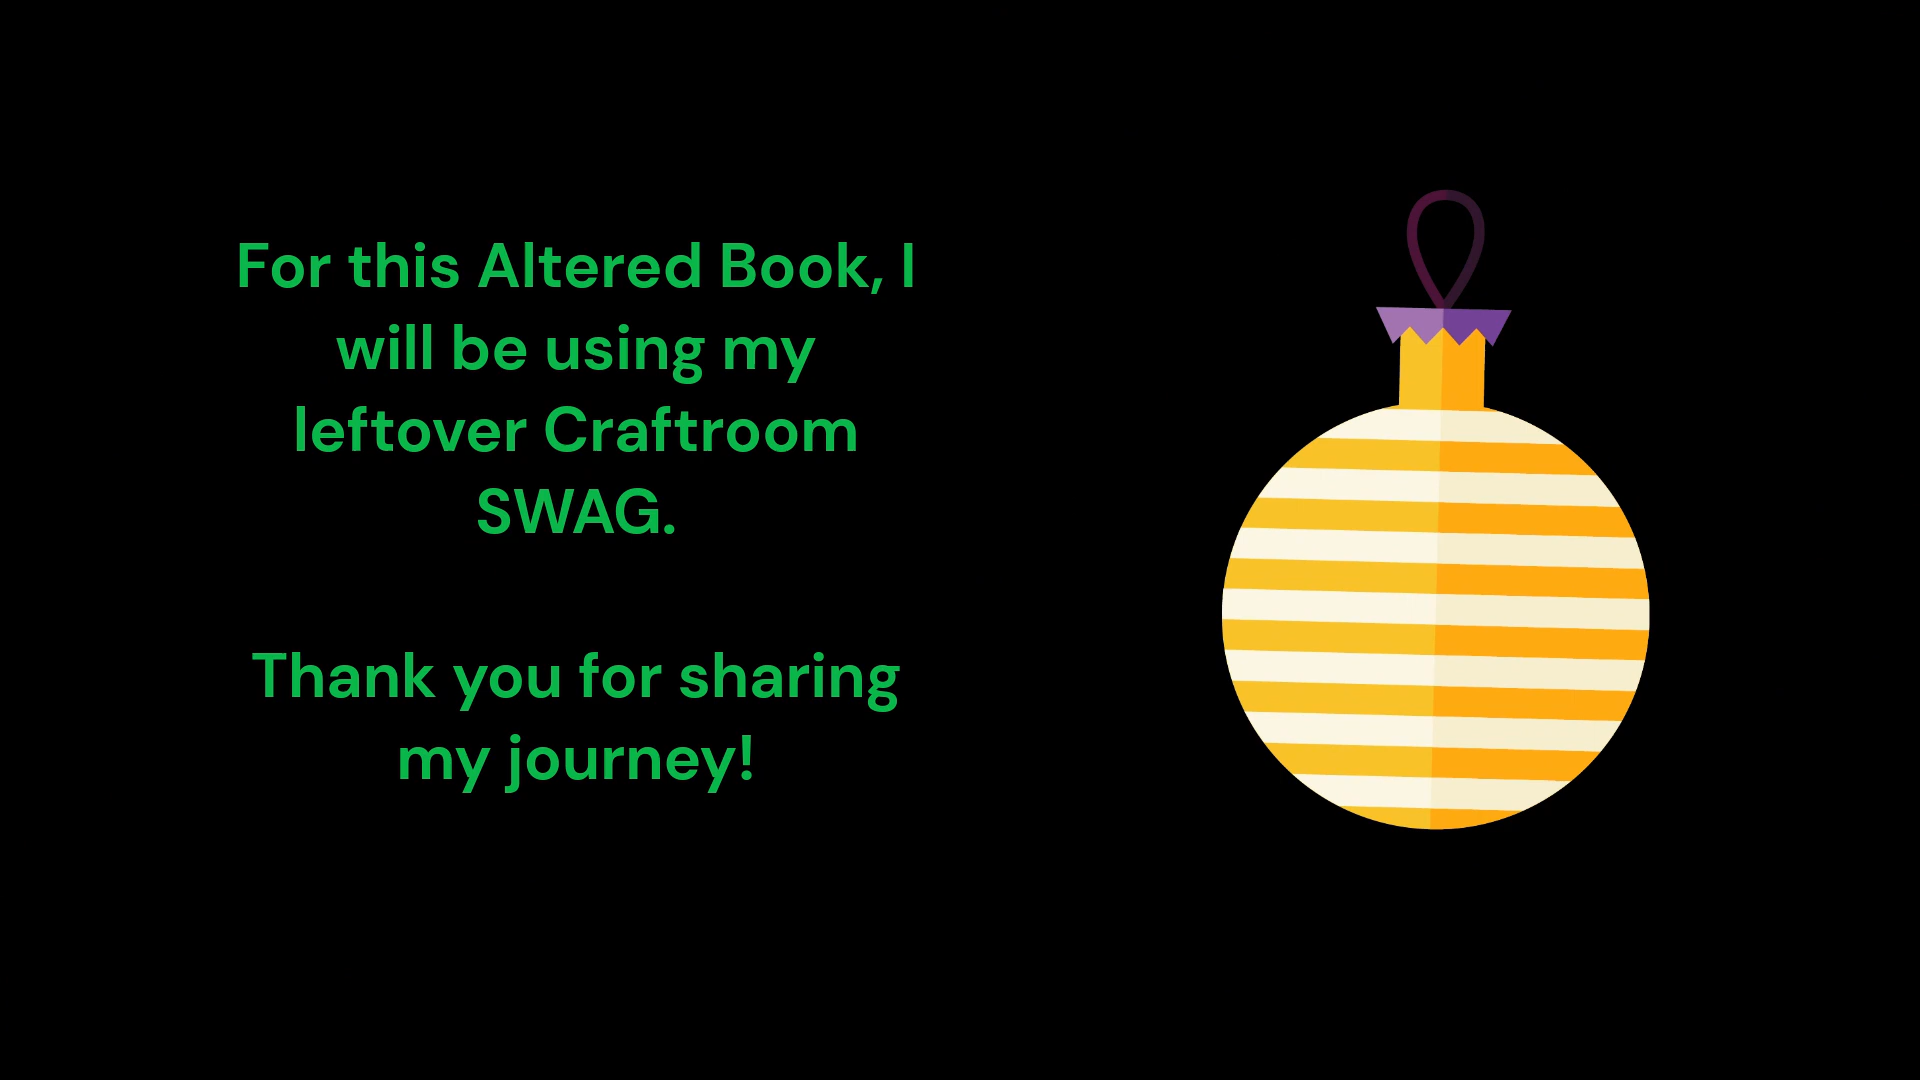 For this Altered Book, I
will be using my
leftover Craftroom
SWAG.
Thank you for sharing
my journey!